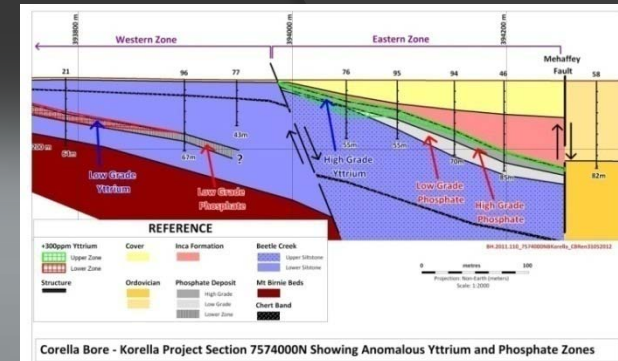 393800 m
394000 m
394200 m
Western Zone
Eastern Zone
Mehaffey
Fault
21
96
77
76
95
94
46
58
200 m
61m
67m
43m
?
55m
55m
70m
85m
82m
Low Grade
Yttrium
Low Grade
Phosphate
High Grade
Yttrium
Low Grade
Phosphate
High Grade
Phosphate
REFERENCE
+300ppm Yttrium
Upper Zone
Lower Zone
Structure
Cover
Ordovician
Inca Formation
Phosphate Deposit
High Grade
Low Grade
Lower Zone
Beetle Creek
Upper Siltstone
Lower Siltstone
Mt Birnie Beds
Chert Band
0
metres
100
Projection: Non-Earth (meters)
Scale: 1:2000
Corella Bore - Korella Project Section 7574000N Showing Anomalous Yttrium and Phosphate Zones